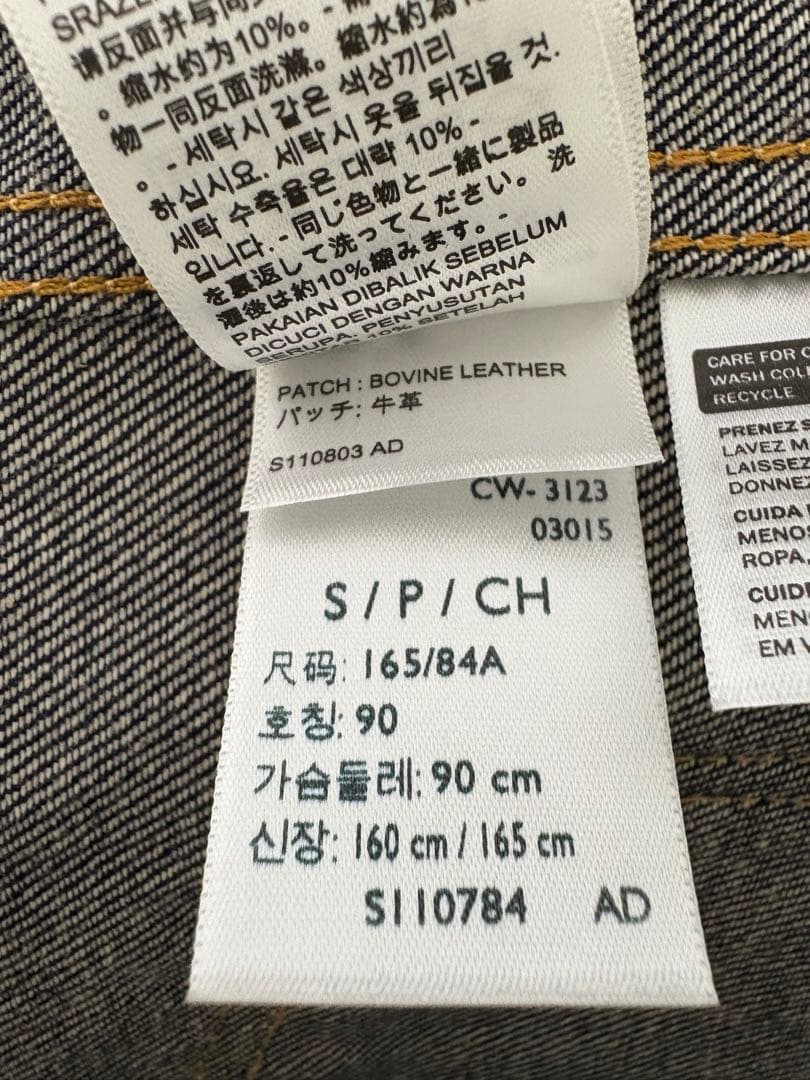 请反面并与同
。缩水约为10%。-
物一同反面洗滌。縮水約為10
。- 세탁시 같은 색상끼리
하십시요. 세탁시 옷을 뒤집을 것.
세탁 수축율은 대략 10% -
입니다.- 同じ色物と一緒に製品
を裏返して洗ってください。洗
濯後は約10%縮みます。-
PAKAIAN DIBALIK SEBELUM
DICUCI DENGAN WARNA
SERUPA. PENYUSUTAN
10% SETELAH
PATCH : BOVINE LEATHER
パッチ: 牛革
S110803 AD
CW- 3123
03015
S / P / CH
尺码: 165/84A
호칭: 90
가슴둘레: 90 cm
신장: 160 cm / 165 cm
S110784 AD
CARE FOR
WASH COL
RECYCLE
PRENEZ
LAVEZ M
LAISSEZ
DONNEZ
CUIDA
MENOS
ROPA,
CUID
MEN
EM